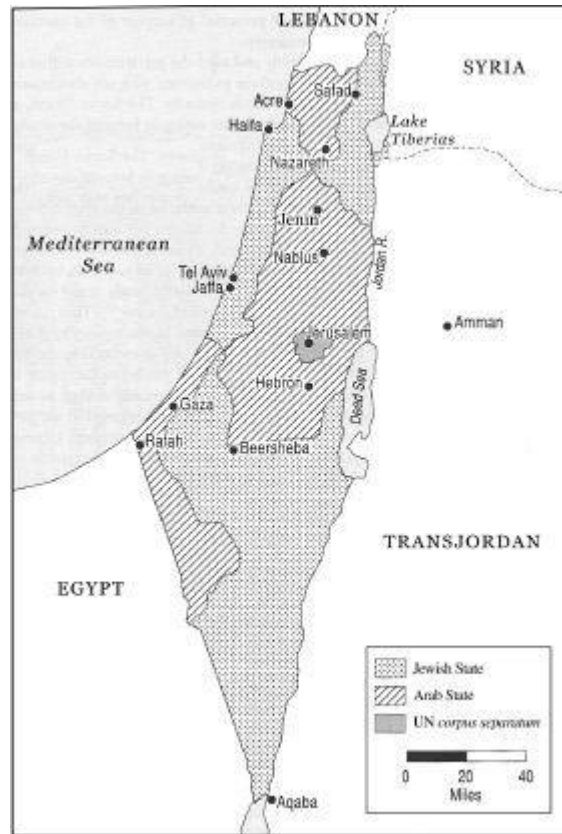 LEBANON
SYRIA
Safad
Acre
Haifa
Lake
Tiberias
Nazareth
Jenin
Mediterranean
Sea
Nablus
Jordan R.
Tel Aviv
Jaffa
Jerusalem
Amman
Hebron
Dead Sea
Gaza
Rafah
Beersheba
TRANSJORDAN
EGYPT
Jewish State
Arab State
UN corpus separatum
0 20 40
Miles
Aqaba